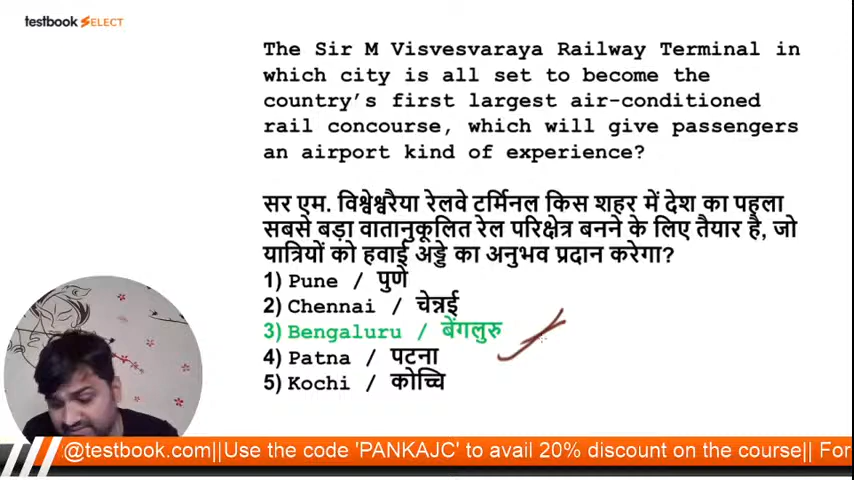 testbook SELECT
The Sir M Visvesvaraya Railway Terminal in
which city is all set to become the
country's first largest air-conditioned
rail concourse, which will give passengers
an airport kind of experience?
सर एम. विश्वेश्वरैया रेलवे टर्मिनल किस शहर में देश का पहला
सबसे बड़ा वातानुकूलित रेल परिक्षेत्र बनने के लिए तैयार है, जो
यात्रियों को हवाई अड्डे का अनुभव प्रदान करेगा?
1) Pune / पुणे
2) Chennai / चेन्नई
3) Bengaluru / बेंगलुरु
4) Patna / पटना
5) Kochi / कोच्चि
@testbook.com||Use the code 'PANKAJC' to avail 20% discount on the course|| For